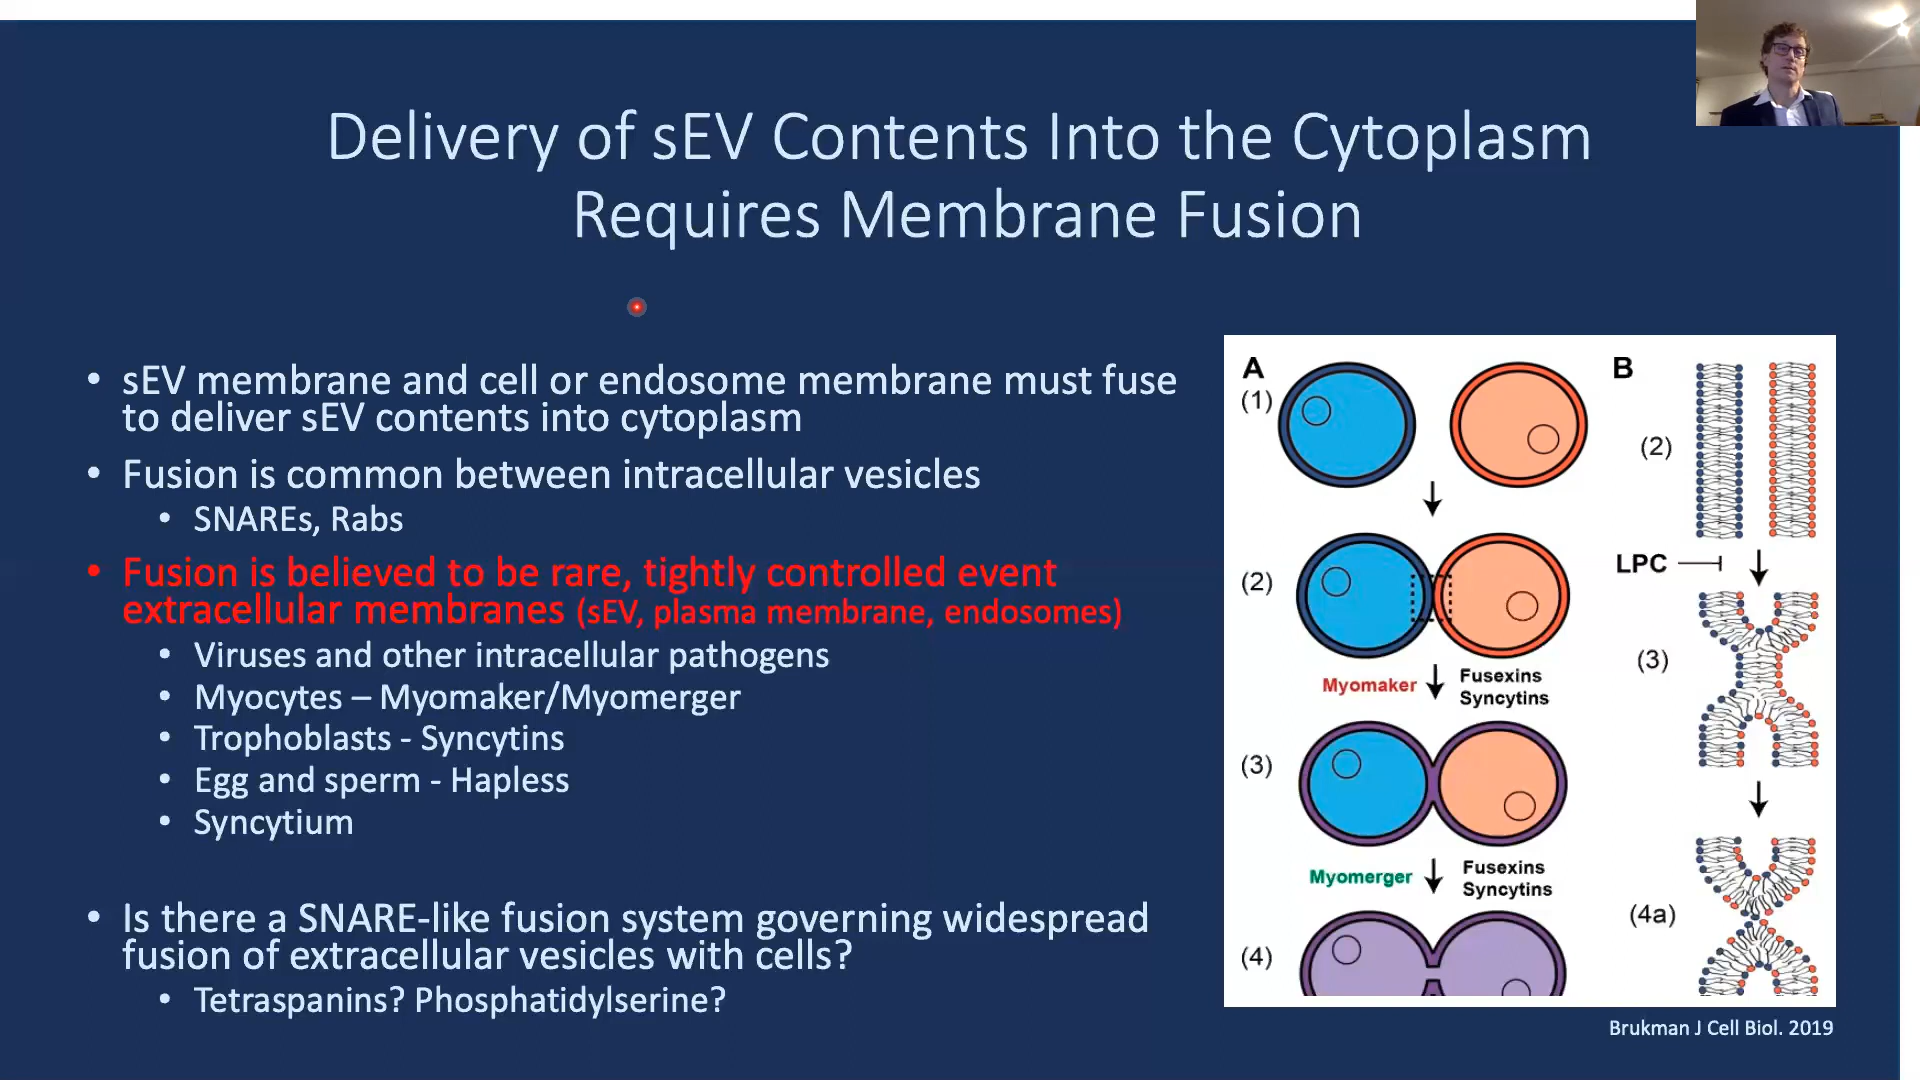 Delivery of sEV Contents Into the Cytoplasm
Requires Membrane Fusion
• sEV membrane and cell or endosome membrane must fuse
to deliver sEV contents into cytoplasm
• Fusion is common between intracellular vesicles
• SNAREs, Rabs
• Fusion is believed to be rare, tightly controlled event
extracellular membranes (sEV, plasma membrane, endosomes)
• Viruses and other intracellular pathogens
• Myocytes – Myomaker/Myomerger
• Trophoblasts - Syncytins
• Egg and sperm - Hapless
• Syncytium
• Is there a SNARE-like fusion system governing widespread
fusion of extracellular vesicles with cells?
• Tetraspanins? Phosphatidylserine?
A
(1)
(2)
Myomaker
Fusexins
Syncytins
(3)
Myomerger
Fusexins
Syncytins
(4)
B
(2)
LPC
(3)
(4a)
Brukman J Cell Biol. 2019